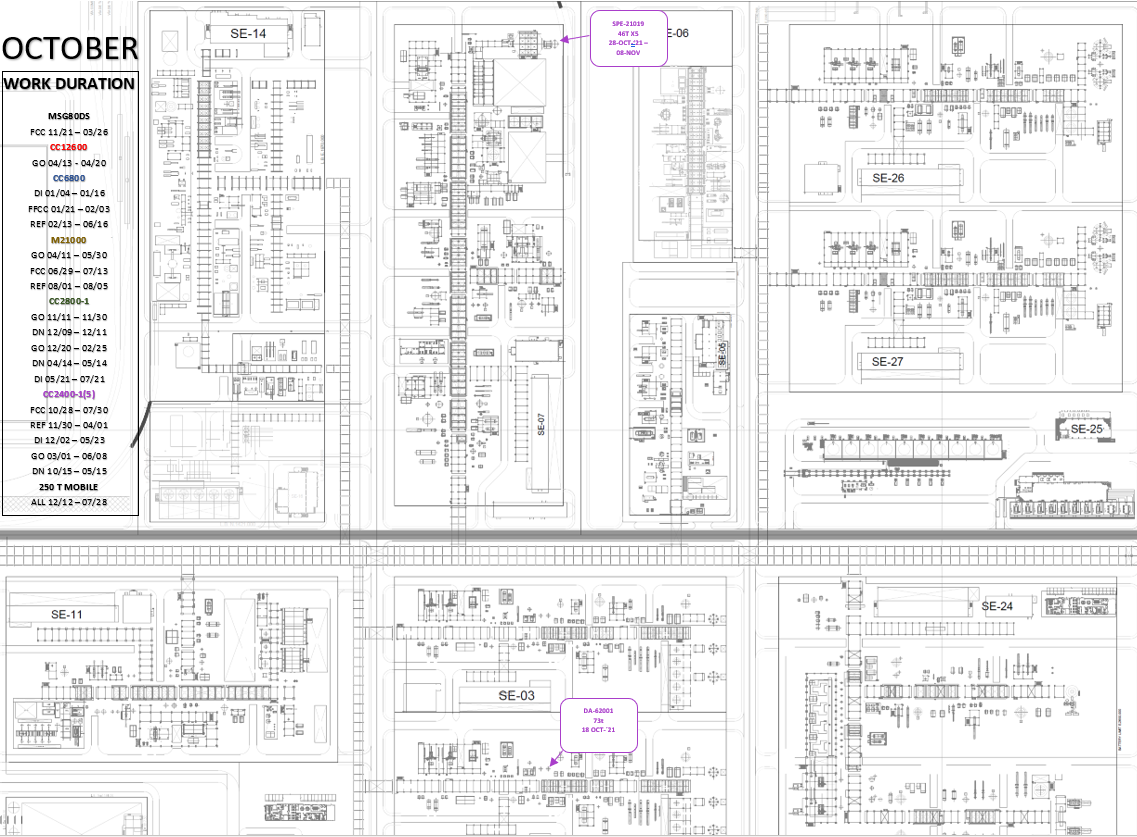 OCTOBER
WORK DURATION
MSG80DS
FCC 11/21 – 03/26
CC12600
GO 04/13 - 04/20
CC6800
DI 01/04 – 01/16
FFCC 01/21 – 02/03
REF 02/13 – 06/16
M21000
GO 04/11 – 05/30
FCC 06/29 – 07/13
REF 08/01 – 08/05
CC2800-1
GO 11/11 – 11/30
DN 12/09 – 12/11
GO 12/20 – 02/25
DN 04/14 – 05/14
DI 05/21 – 07/21
CC2400-1(S)
FCC 10/28 – 07/30
REF 11/30 – 04/01
DI 12/02 – 05/23
GO 03/01 – 06/08
DN 10/15 – 05/15
250 T MOBILE
ALL 12/12 – 07/28
SE-14
SPE-21019
46T X5
28-OCT-'21 –
08-NOV
E-06
SE-26
SE-27
SE-05
SE-07
SE-25
SE-11
SE-03
DA-62001
73t
18 OCT-'21
SE-24